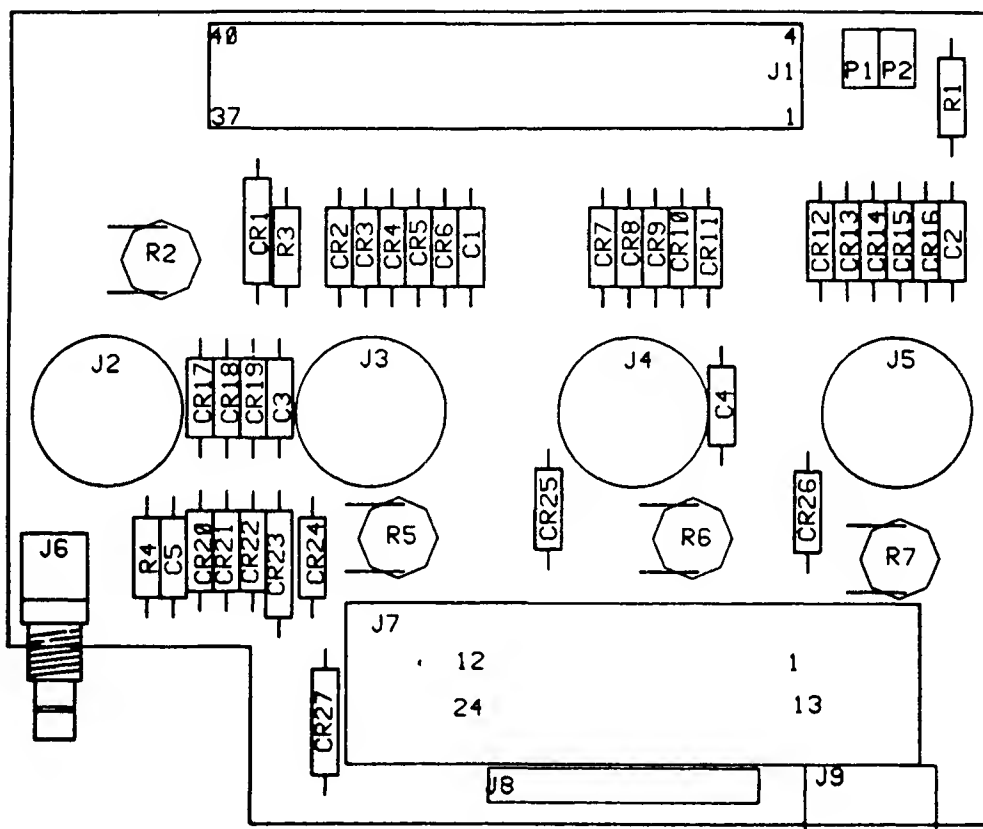 40 4
J1
37 1
P1 P2
R1
CR1 R3 CR2 CR3 CR4 CR5 CR6 C1
CR7 CR8 CR9 CR10 CR11
CR12 CR13 CR14 CR15 CR16 C2
R2
J2 J3 J4 J5
CR17 CR18 CR19 C3
C4
CR25 CR26
R4 C5 CR20 CR21 CR22 CR23 CR24
R5 R6 R7
J6
J7
12 1
24 13
CR27
J8 J9